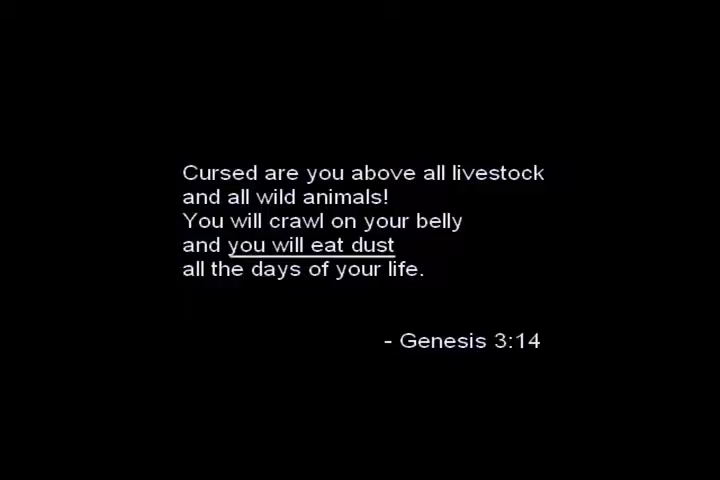 Cursed are you above all livestock
and all wild animals!
You will crawl on your belly
and you will eat dust
all the days of your life.
- Genesis 3:14